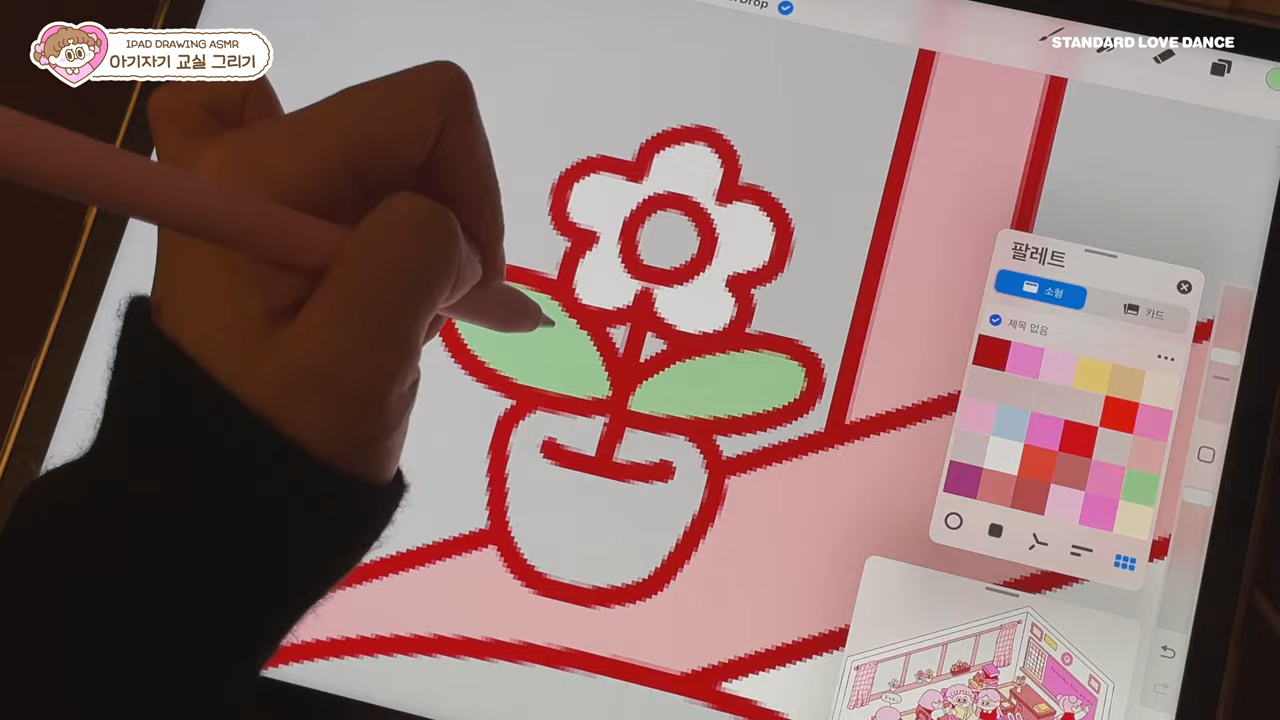 IPAD DRAWING ASMR
아기자기 교실 그리기
Drop
STANDARD LOVE DANCE
팔레트
소형
카드
제목 없음